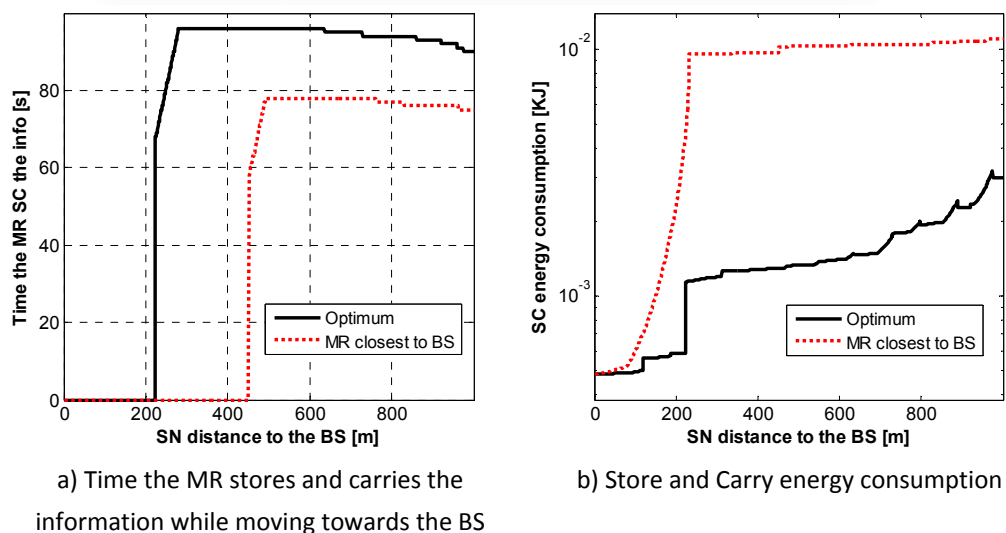 Time the MR SC the info [s]
80
60
40
20
0
0
200
400
600
800
SN distance to the BS [m]
Optimum
MR closest to BS
a) Time the MR stores and carries the
information while moving towards the BS
SC energy consumption [KJ]
10^-2
10^-3
0
200
400
600
800
SN distance to the BS [m]
Optimum
MR closest to BS
b) Store and Carry energy consumption